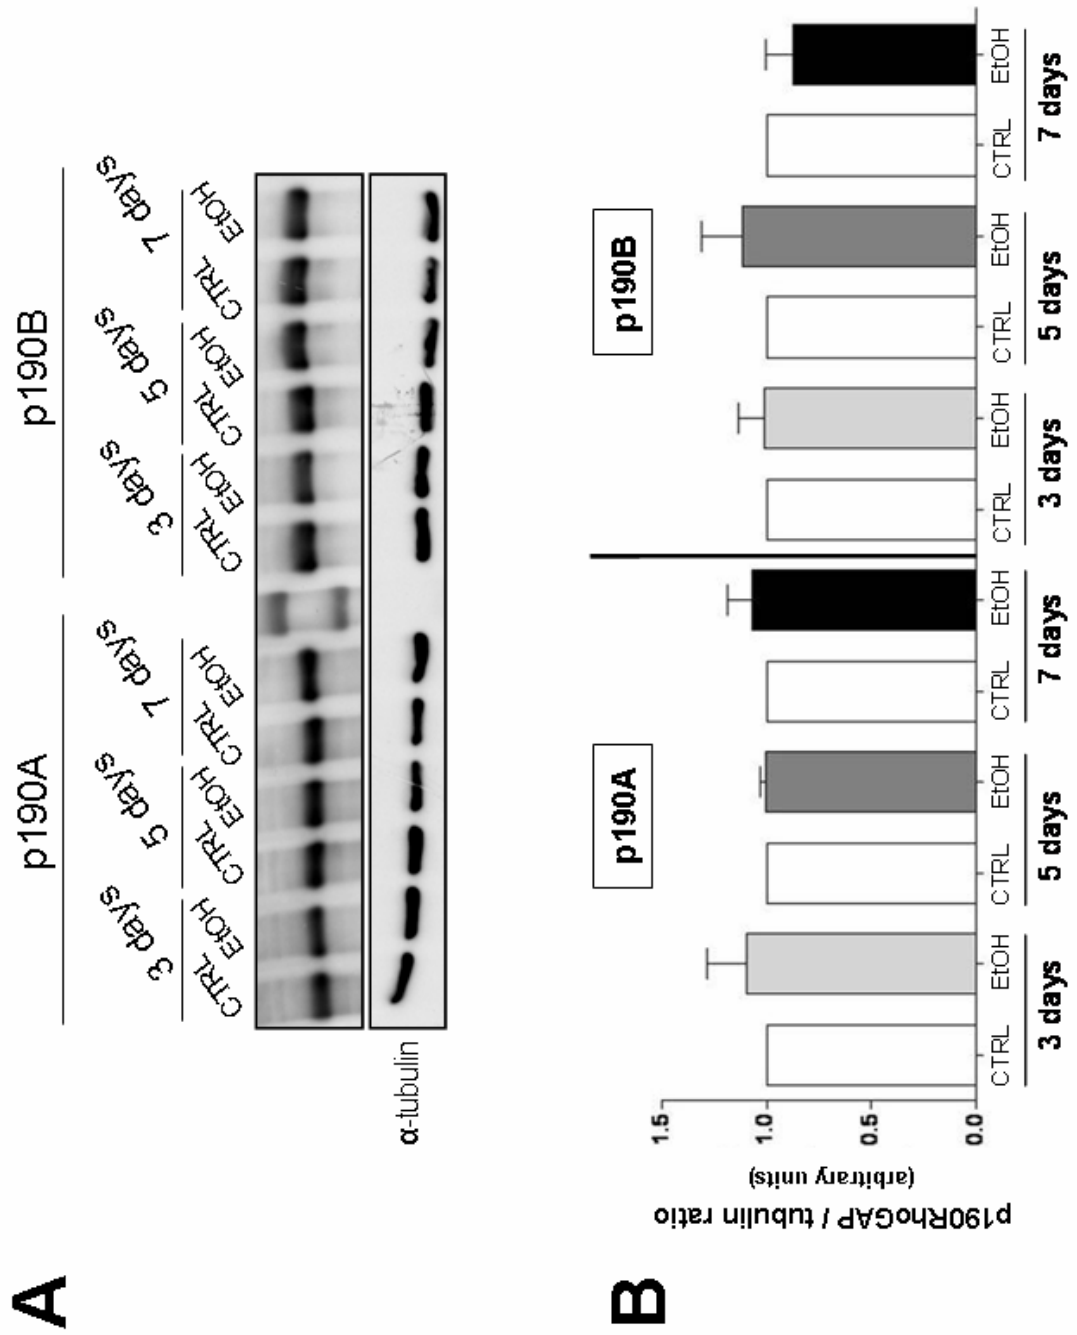 A
p190A
p190B
3 days
5 days
7 days
3 days
5 days
7 days
CTRL
EtOH
CTRL
EtOH
CTRL
EtOH
CTRL
EtOH
CTRL
EtOH
CTRL
EtOH
α-tubulin
B
p190RhoGAP / tubulin ratio
(arbitrary units)
1.5
1.0
0.5
0.0
p190A
p190B
CTRL
EtOH
CTRL
EtOH
CTRL
EtOH
CTRL
EtOH
CTRL
EtOH
CTRL
EtOH
3 days
5 days
7 days
3 days
5 days
7 days